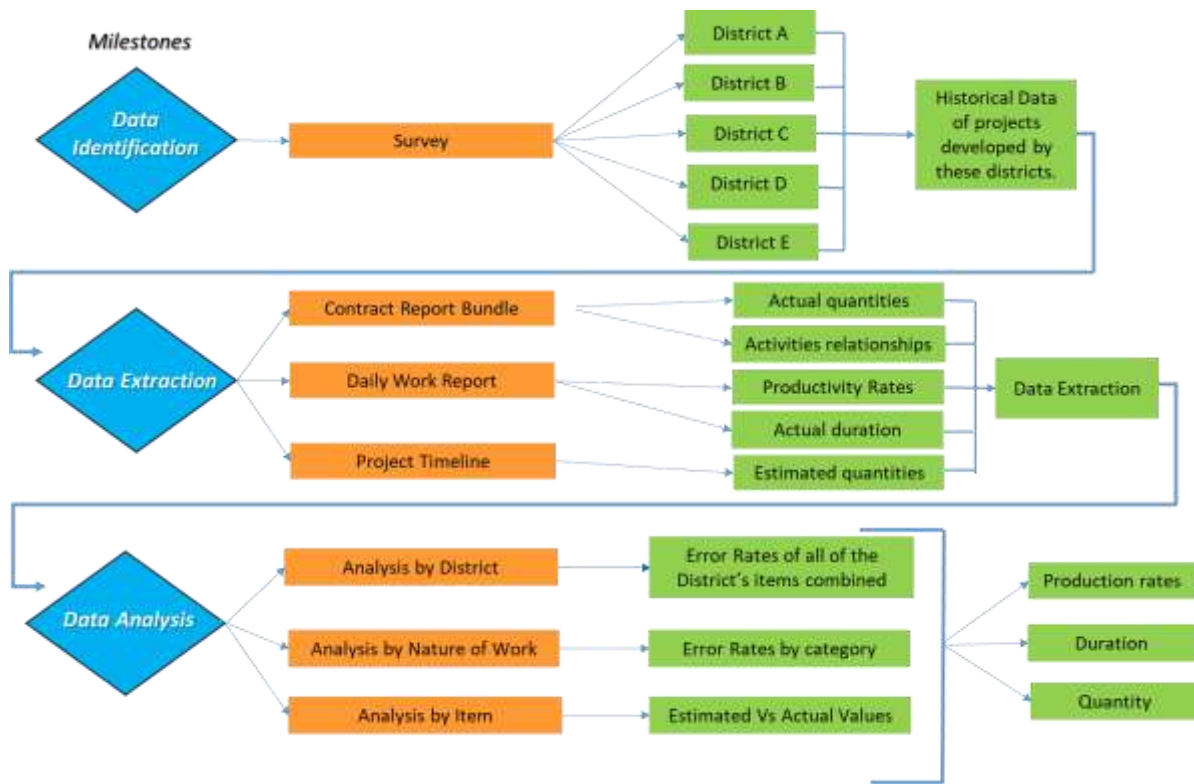 Milestones
Data
Identification
Survey
District A
District B
District C
District D
District E
Historical Data
of projects
developed by
these districts.
Data Extraction
Contract Report Bundle
Daily Work Report
Project Timeline
Actual quantities
Activities relationships
Productivity Rates
Actual duration
Estimated quantities
Data Extraction
Data Analysis
Analysis by District
Analysis by Nature of Work
Analysis by Item
Error Rates of all of the
District's items combined
Error Rates by category
Estimated Vs Actual Values
Production rates
Duration
Quantity